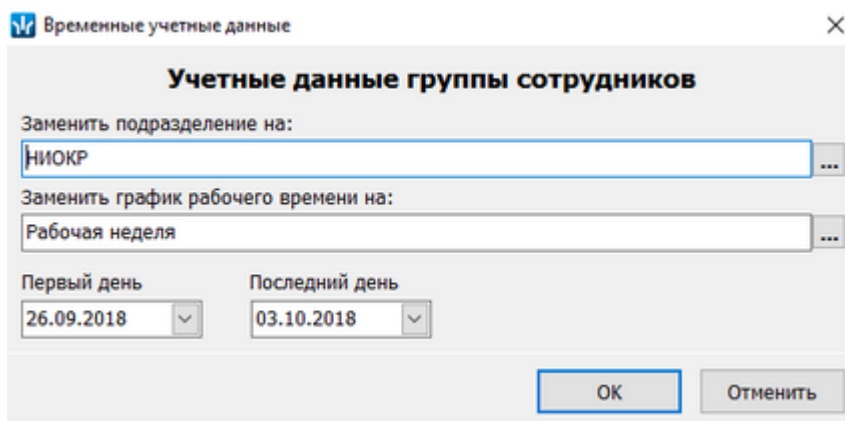 Временные учетные данные
Учетные данные группы сотрудников
Заменить подразделение на:
НИОКР
...
Заменить график рабочего времени на:
Рабочая неделя
...
Первый день Последний день
26.09.2018 03.10.2018
OK Отменить